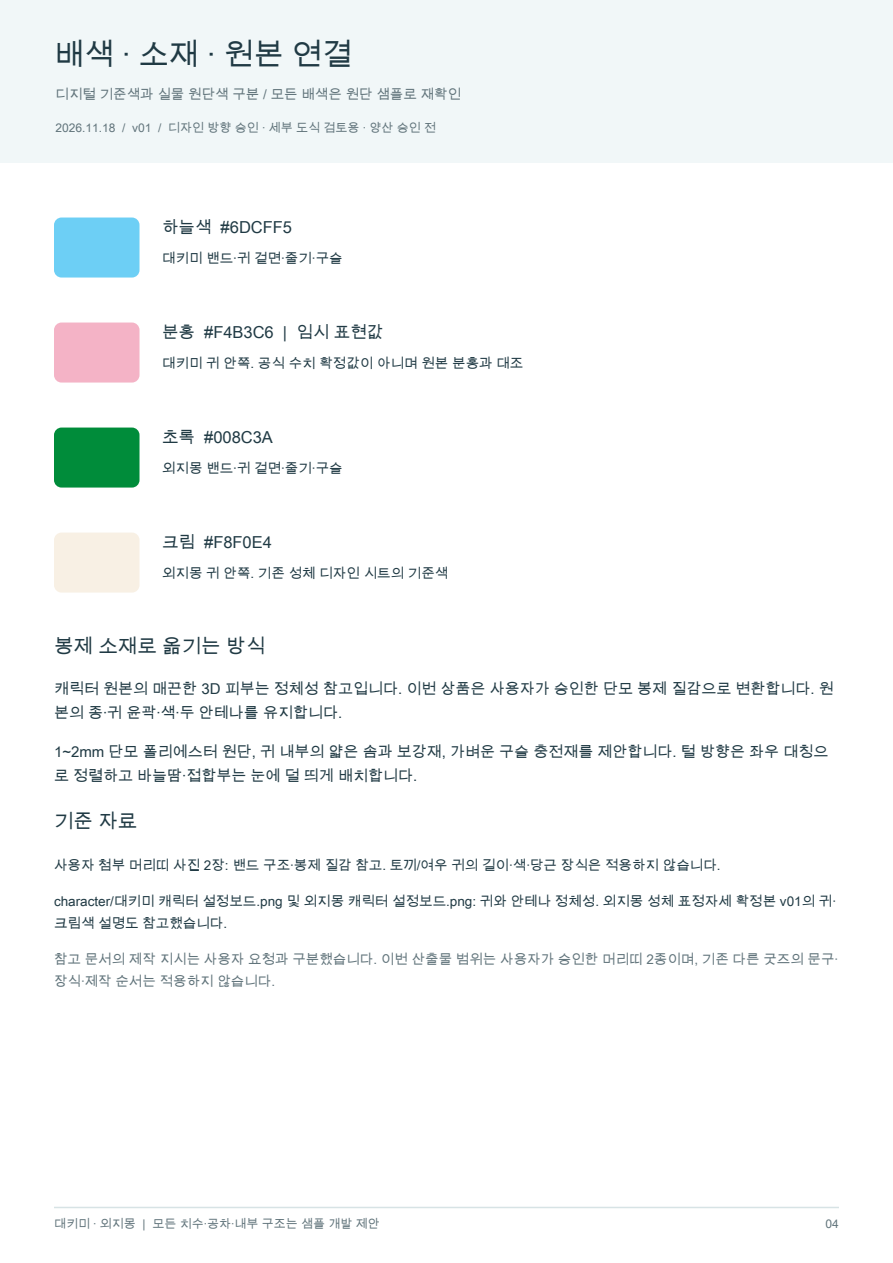 배색 · 소재 · 원본 연결
디지털 기준색과 실물 원단색 구분 / 모든 배색은 원단 샘플로 재확인
2026.11.18 / v01 / 디자인 방향 승인 · 세부 도식 검토용 · 양산 승인 전
하늘색 #6DCFF5
대키미 밴드·귀 겉면·줄기·구슬
분홍 #F4B3C6 | 임시 표현값
대키미 귀 안쪽. 공식 수치 확정값이 아니며 원본 분홍과 대조
초록 #008C3A
외지몽 밴드·귀 겉면·줄기·구슬
크림 #F8F0E4
외지몽 귀 안쪽. 기존 성체 디자인 시트의 기준색
봉제 소재로 옮기는 방식
캐릭터 원본의 매끈한 3D 피부는 정체성 참고입니다. 이번 상품은 사용자가 승인한 단모 봉제 질감으로 변환합니다. 원
본의 종·귀 윤곽·색·두 안테나를 유지합니다.
1~2mm 단모 폴리에스터 원단, 귀 내부의 얇은 솜과 보강재, 가벼운 구슬 충전재를 제안합니다. 털 방향은 좌우 대칭으
로 정렬하고 바늘땀·접합부는 눈에 덜 띄게 배치합니다.
기준 자료
사용자 첨부 머리띠 사진 2장: 밴드 구조·봉제 질감 참고. 토끼/여우 귀의 길이·색·당근 장식은 적용하지 않습니다.
character/대키미 캐릭터 설정보드.png 및 외지몽 캐릭터 설정보드.png: 귀와 안테나 정체성. 외지몽 성체 표정자세 확정본 v01의 귀·
크림색 설명도 참고했습니다.
참고 문서의 제작 지시는 사용자 요청과 구분했습니다. 이번 산출물 범위는 사용자가 승인한 머리띠 2종이며, 기존 다른 굿즈의 문구·
장식·제작 순서는 적용하지 않습니다.
대키미 · 외지몽 | 모든 치수·공차·내부 구조는 샘플 개발 제안
04